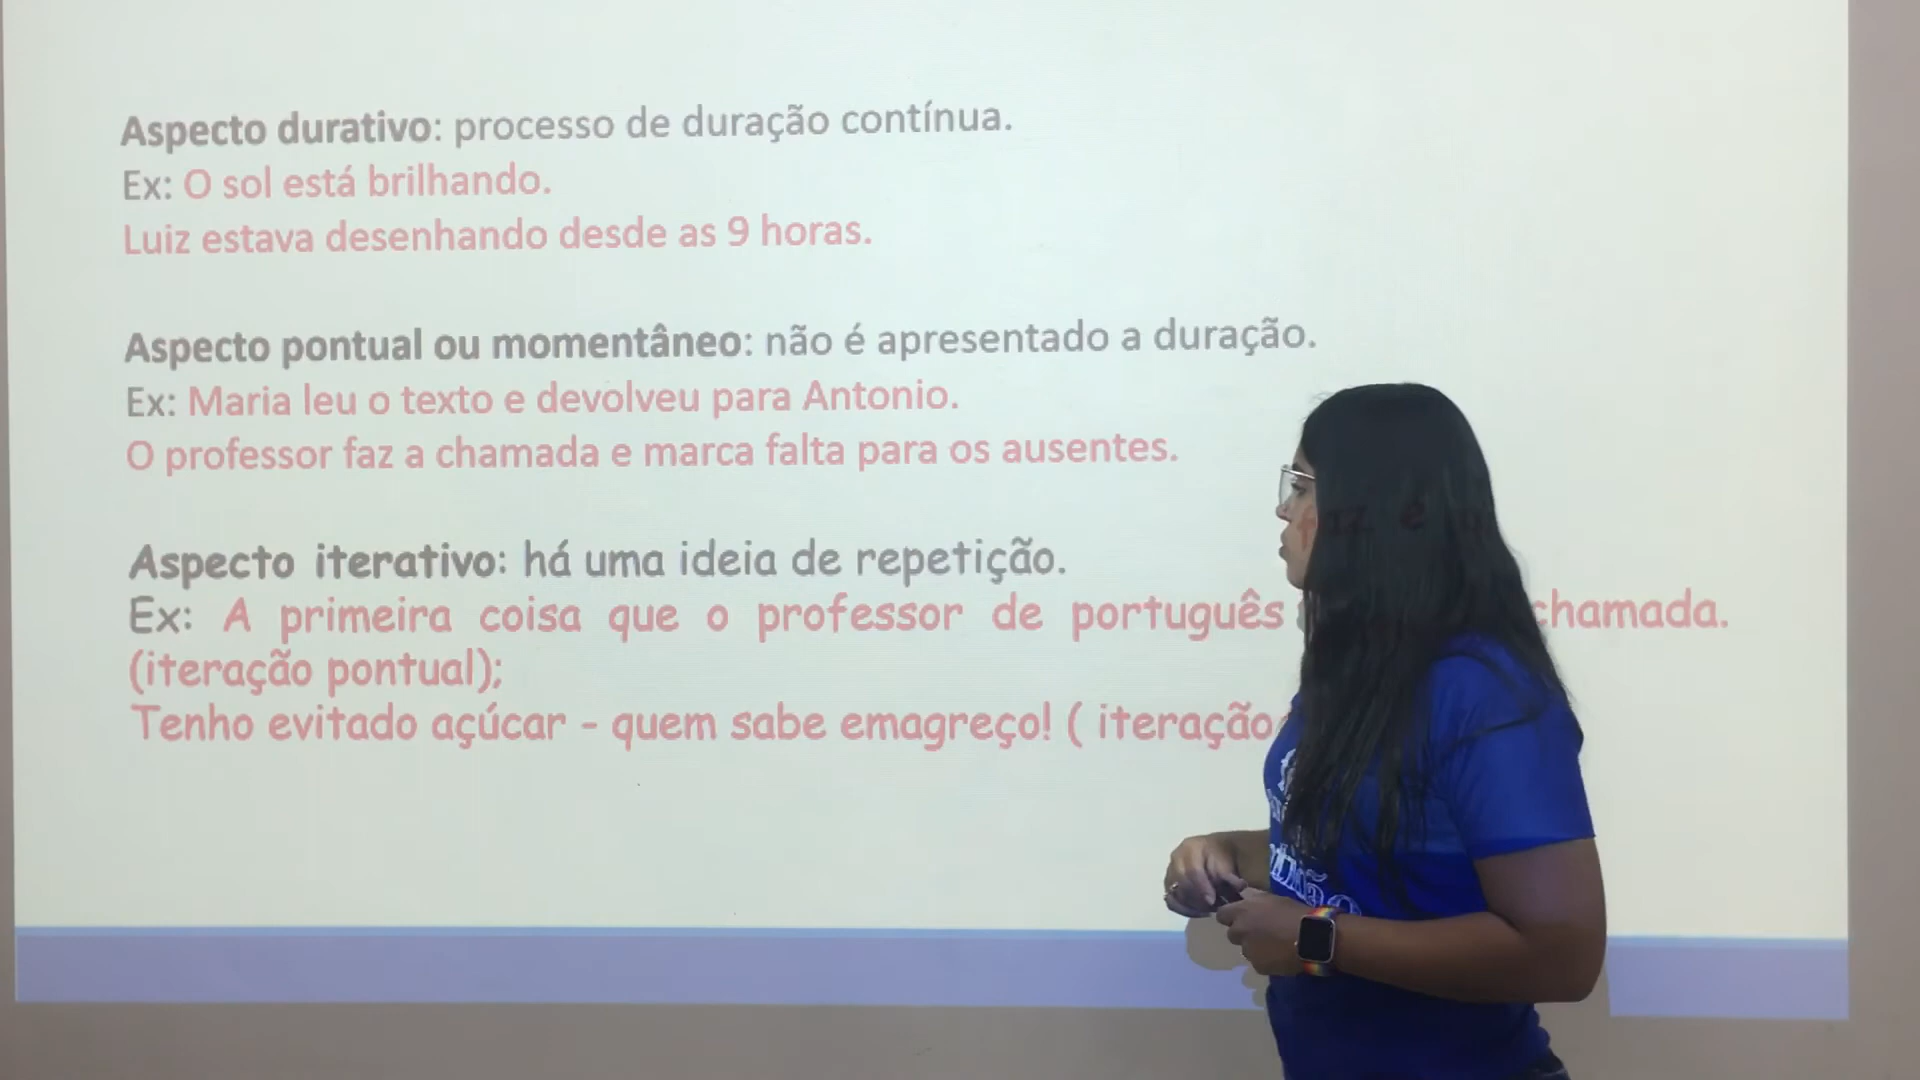 Aspecto durativo: processo de duração contínua.
Ex: O sol está brilhando.
Luiz estava desenhando desde as 9 horas.
Aspecto pontual ou momentâneo: não é apresentado a duração.
Ex: Maria leu o texto e devolveu para Antonio.
O professor faz a chamada e marca falta para os ausentes.
Aspecto iterativo: há uma ideia de repetição.
Ex: A primeira coisa que o professor de português chamada.
(iteração pontual);
Tenho evitado açúcar - quem sabe emagreço! ( iteração